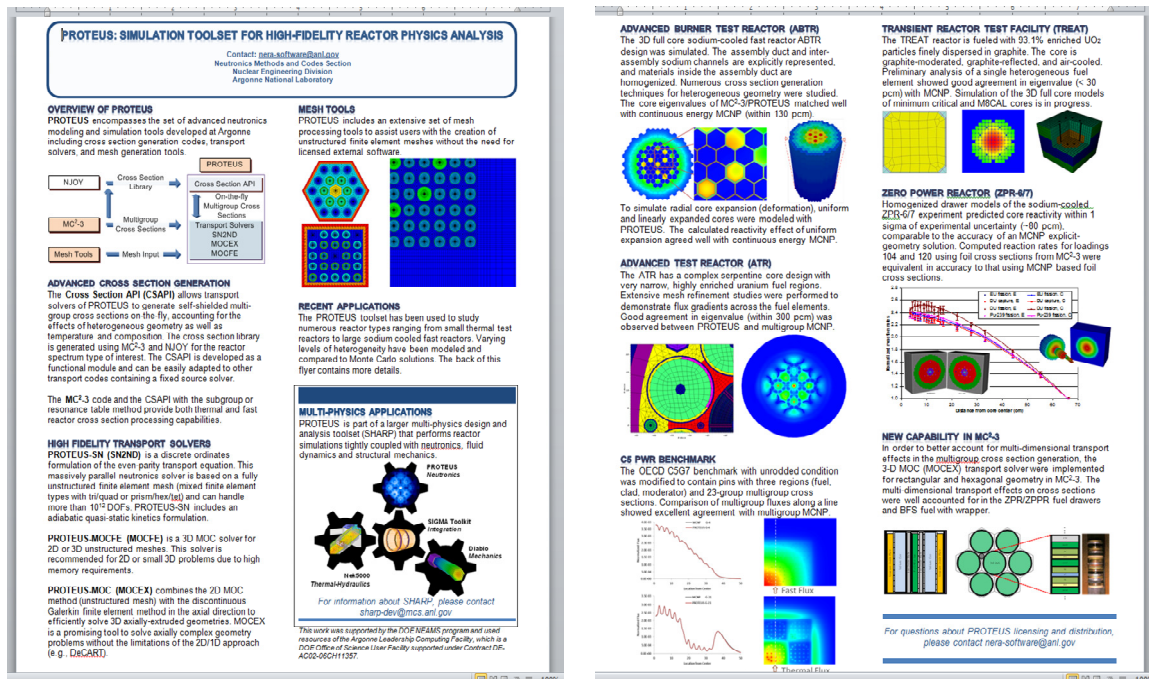 PROTEUS: SIMULATION TOOLSET FOR HIGH-FIDELITY REACTOR PHYSICS ANALYSIS
Contact: nera-software@anl.gov
Neutronics Methods and Codes Section
Nuclear Engineering Division
Argonne National Laboratory
OVERVIEW OF PROTEUS
PROTEUS encompasses the set of advanced neutronics
modeling and simulation tools developed at Argonne
including cross section generation codes, transport
solvers, and mesh generation tools.
PROTEUS
NJOY
Cross Section
Library
Cross Section API
On-the-fly
Multigroup Cross
Sections
MC²-3
Multigroup
Cross Sections
Transport Solvers
SN2ND
MOCEX
MOCFE
Mesh Tools
Mesh Input
ADVANCED CROSS SECTION GENERATION
The Cross Section API (CSAPI) allows transport
solvers of PROTEUS to generate self-shielded multi-
group cross sections on-the-fly, accounting for the
effects of heterogeneous geometry as well as
temperature and composition. The cross section library
is generated using MC²-3 and NJOY for the reactor
spectrum type of interest. The CSAPI is developed as a
functional module and can be easily adapted to other
transport codes containing a fixed source solver.
The MC²-3 code and the CSAPI with the subgroup or
resonance table method provide both thermal and fast
reactor cross section processing capabilities.
HIGH FIDELITY TRANSPORT SOLVERS
PROTEUS-SN (SN2ND) is a discrete ordinates
formulation of the even parity transport equation. This
massively parallel neutronics solver is based on a fully
unstructured finite element mesh (mixed finite element
types with tri/quad or prism/hex/tet) and can handle
more than 10¹² DOFs. PROTEUS-SN includes an
adiabatic quasi-static kinetics formulation.
PROTEUS-MOCFE (MOCFE) is a 3D MOC solver for
2D or 3D unstructured meshes. This solver is
recommended for 2D or small 3D problems due to high
memory requirements.
PROTEUS-MOC (MOCEX) combines the 2D MOC
method (unstructured mesh) with the discontinuous
Galerkin finite element method in the axial direction to
efficiently solve 3D axially-extruded geometries. MOCEX
is a promising tool to solve axially complex geometry
problems without the limitations of the 2D/1D approach
(e.g., DeCART).
MESH TOOLS
PROTEUS includes an extensive set of mesh
processing tools to assist users with the creation of
unstructured finite element meshes without the need for
licensed external software.
RECENT APPLICATIONS
The PROTEUS toolset has been used to study
numerous reactor types ranging from small thermal test
reactors to large sodium cooled fast reactors. Varying
levels of heterogeneity have been modeled and
compared to Monte Carlo solutions. The back of this
flyer contains more details.
MULTI-PHYSICS APPLICATIONS
PROTEUS is part of a larger multi-physics design and
analysis toolset (SHARP) that performs reactor
simulations tightly coupled with neutronics, fluid
dynamics and structural mechanics.
PROTEUS
Neutronics
SIGMA Toolkit
Integration
Diablo
Mechanics
Nek5000
Thermal-Hydraulics
For information about SHARP, please contact
sharp-dev@mcs.anl.gov
This work was supported by the DOE NEAMS program and used
resources of the Argonne Leadership Computing Facility, which is a
DOE Office of Science User Facility supported under Contract DE-
AC02-06CH11357.
ADVANCED BURNER TEST REACTOR (ABTR)
The 3D full core sodium-cooled fast reactor ABTR
design was simulated. The assembly duct and inter-
assembly sodium channels are explicitly represented,
and materials inside the assembly duct are
homogenized. Numerous cross section generation
techniques for heterogeneous geometry were studied.
The core eigenvalues of MC²-3/PROTEUS matched well
with continuous energy MCNP (within 130 pcm).
To simulate radial core expansion (deformation), uniform
and linearly expanded cores were modeled with
PROTEUS. The calculated reactivity effect of uniform
expansion agreed well with continuous energy MCNP.
ADVANCED TEST REACTOR (ATR)
The ATR has a complex serpentine core design with
very narrow, highly enriched uranium fuel regions.
Extensive mesh refinement studies were performed to
demonstrate flux gradients across the fuel elements.
Good agreement in eigenvalue (within 300 pcm) was
observed between PROTEUS and multigroup MCNP.
C5 PWR BENCHMARK
The OECD C5G7 benchmark with unrodded condition
was modified to contain pins with three regions (fuel,
clad, moderator) and 23-group multigroup cross
sections. Comparison of multigroup fluxes along a line
showed excellent agreement with multigroup MCNP.
Fast Flux
Thermal Flux
TRANSIENT REACTOR TEST FACILITY (TREAT)
The TREAT reactor is fueled with 93.1% enriched UO₂
particles finely dispersed in graphite. The core is
graphite-moderated, graphite-reflected, and air-cooled.
Preliminary analysis of a single heterogeneous fuel
element showed good agreement in eigenvalue (< 30
pcm) with MCNP. Simulation of the 3D full core models
of minimum critical and M8CAL cores is in progress.
ZERO POWER REACTOR (ZPR-6/7)
Homogenized drawer models of the sodium-cooled
ZPR-6/7 experiment predicted core reactivity within 1
sigma of experimental uncertainty (~80 pcm),
comparable to the accuracy of an MCNP explicit-
geometry solution. Computed reaction rates for loadings
104 and 120 using foil cross sections from MC²-3 were
equivalent in accuracy to that using MCNP based foil
cross sections.
Distance from core center (cm)
NEW CAPABILITY IN MC²-3
In order to better account for multi-dimensional transport
effects in the multigroup cross section generation, the
3-D MOC (MOCEX) transport solver were implemented
for rectangular and hexagonal geometry in MC²-3. The
multi dimensional transport effects on cross sections
were well accounted for in the ZPR/ZPPR fuel drawers
and BFS fuel with wrapper.
For questions about PROTEUS licensing and distribution,
please contact nera-software@anl.gov